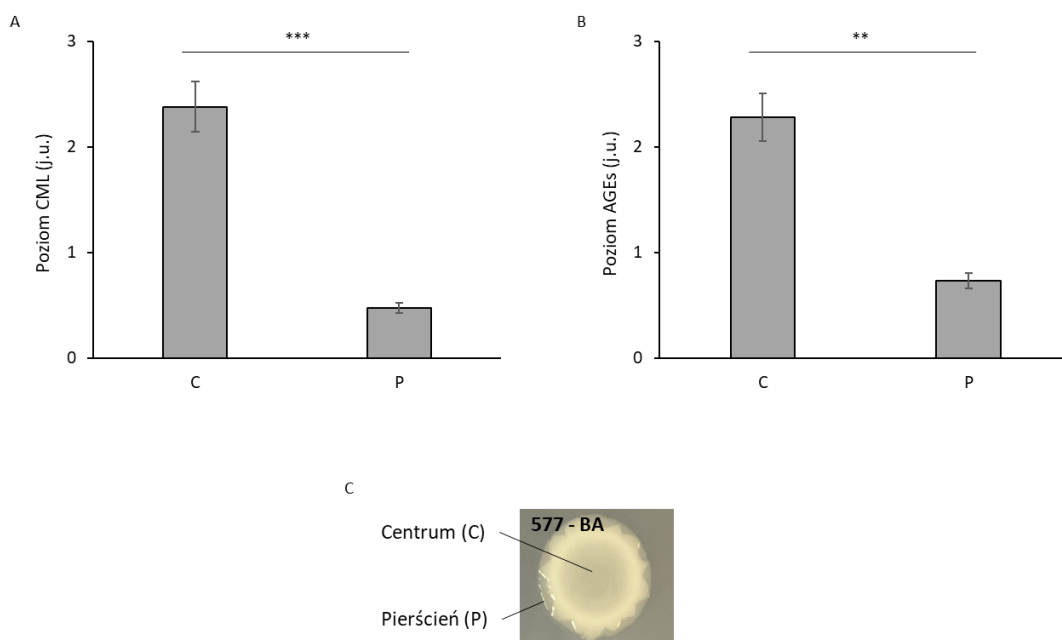 A
***
3
2
1
0
Poziom CML (j.u.)
C
P
B
**
3
2
1
0
Poziom AGEs (j.u.)
C
P
C
577 - BA
Centrum (C)
Pierścień (P)